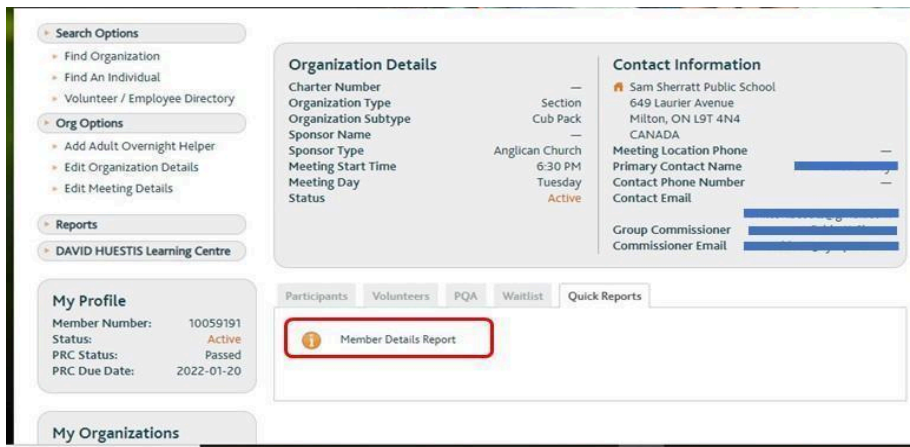 Search Options
Find Organization
Find An Individual
Volunteer / Employee Directory
Org Options
Add Adult Overnight Helper
Edit Organization Details
Edit Meeting Details
Reports
DAVID HUESTIS Learning Centre
My Profile
Member Number: 10059191
Status: Active
PRC Status: Passed
PRC Due Date: 2022-01-20
My Organizations
Organization Details
Charter Number —
Organization Type Section
Organization Subtype Cub Pack
Sponsor Name —
Sponsor Type Anglican Church
Meeting Start Time 6:30 PM
Meeting Day Tuesday
Status Active
Contact Information
Sam Sherratt Public School
649 Laurier Avenue
Milton, ON L9T 4N4
CANADA
Meeting Location Phone —
Primary Contact Name
Contact Phone Number —
Contact Email
Group Commissioner
Commissioner Email
Participants Volunteers PQA Waitlist Quick Reports
Member Details Report